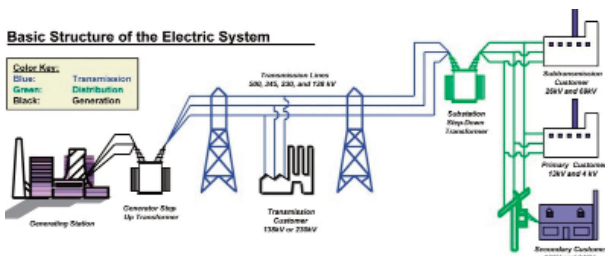 Basic Structure of the Electric System
Color Key:
Blue: Transmission
Green: Distribution
Black: Generation
Transmission Lines
500, 345, 230, and 138 kV
Substation
Step-Down
Transformer
Subtransmission
Customer
26kV and 69kV
Generating Station
Generator Step
Up Transformer
Transmission
Customer
138kV or 230kV
Primary Customer
13kV and 4 kV
Secondary Customer